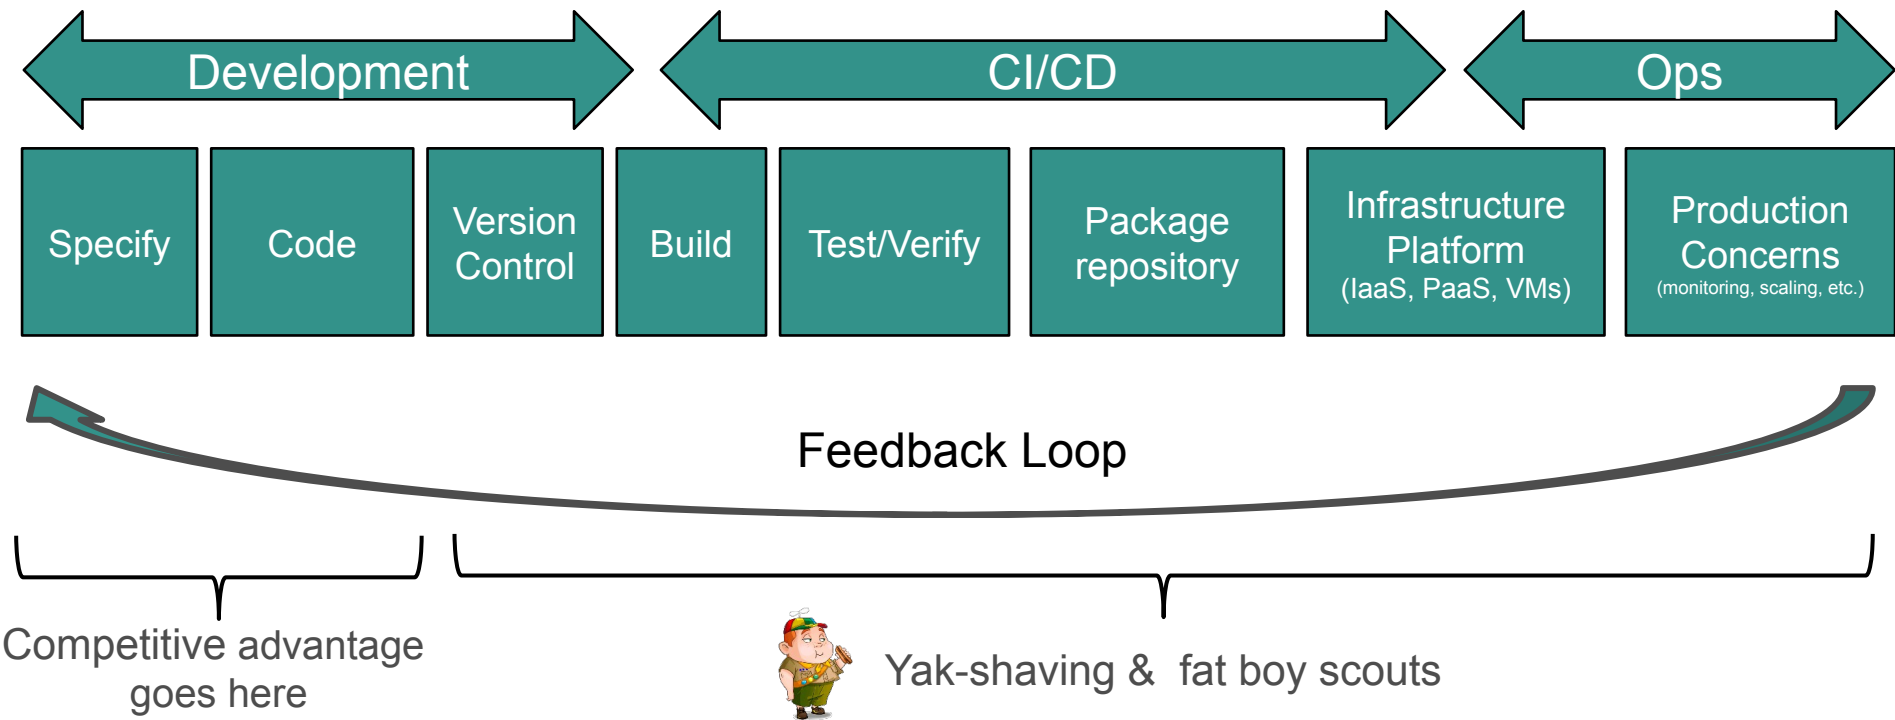 Development
CI/CD
Ops
Specify
Code
Version
Control
Build
Test/Verify
Package
repository
Infrastructure
Platform
(IaaS, PaaS, VMs)
Production
Concerns
(monitoring, scaling, etc.)
Feedback Loop
Competitive advantage
goes here
Yak-shaving & fat boy scouts